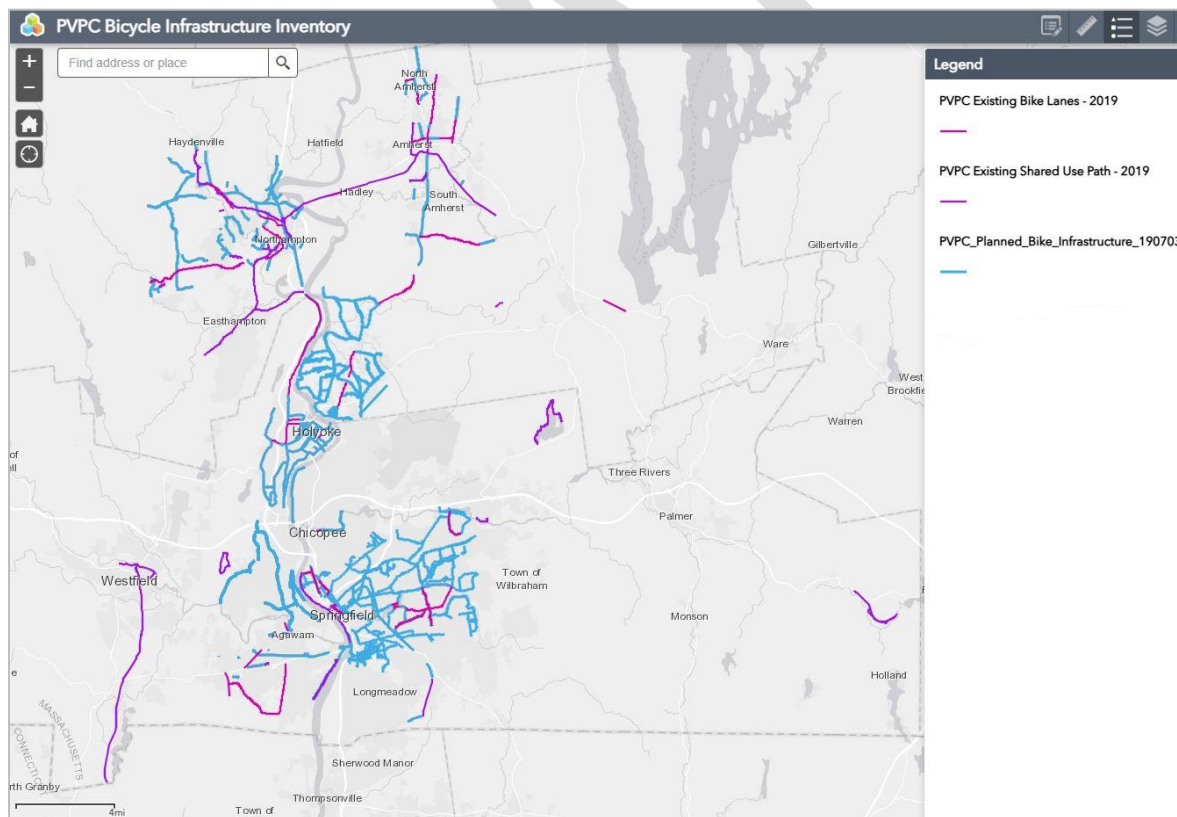 PVPC Bicycle Infrastructure Inventory
+
Find address or place
−
Legend
PVPC Existing Bike Lanes - 2019
PVPC Existing Shared Use Path - 2019
PVPC_Planned_Bike_Infrastructure_190703
North
Amherst
Haydenville
Hatfield
Amherst
Hadley
South
Amherst
Northampton
Gilbertville
Easthampton
Ware
West
Brookfie
Warren
Holyoke
of
ell
Three Rivers
Palmer
Chicopee
Westfield
Town of
Wilbraham
Springfield
Monson
Agawam
Holland
Longmeadow
MASSACHUSETTS
CONNECTICUT
Sherwood Manor
rth Granby
Thompsonville
4mi
Town of